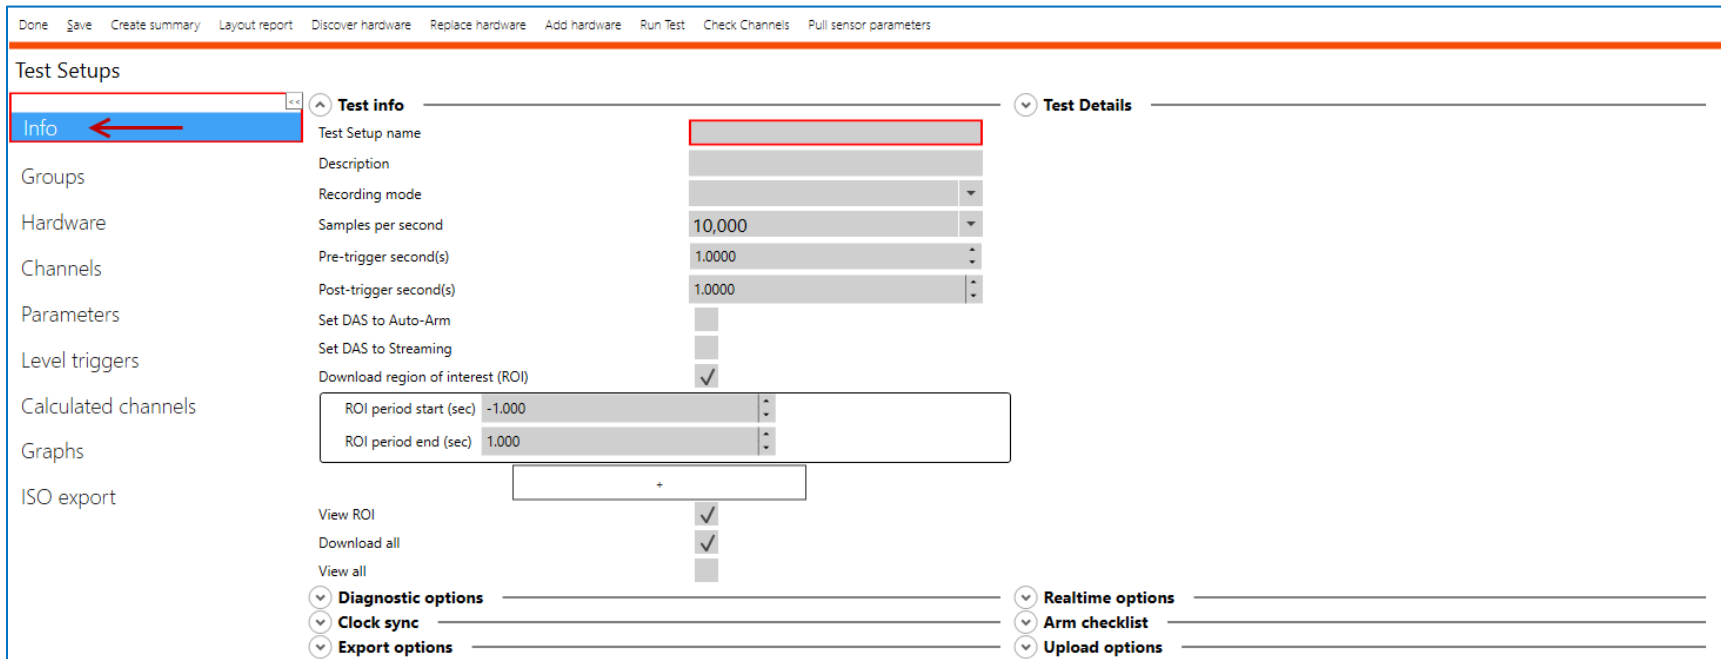 Done Save Create summary Layout report Discover hardware Replace hardware Add hardware Run Test Check Channels Pull sensor parameters
Test Setups
<<
Info
Groups
Hardware
Channels
Parameters
Level triggers
Calculated channels
Graphs
ISO export
Test info
Test Setup name
Description
Recording mode
Samples per second 10,000
Pre-trigger second(s) 1.0000
Post-trigger second(s) 1.0000
Set DAS to Auto-Arm
Set DAS to Streaming
Download region of interest (ROI)
ROI period start (sec) -1.000
ROI period end (sec) 1.000
+
View ROI
Download all
View all
Diagnostic options
Clock sync
Export options
Test Details
Realtime options
Arm checklist
Upload options